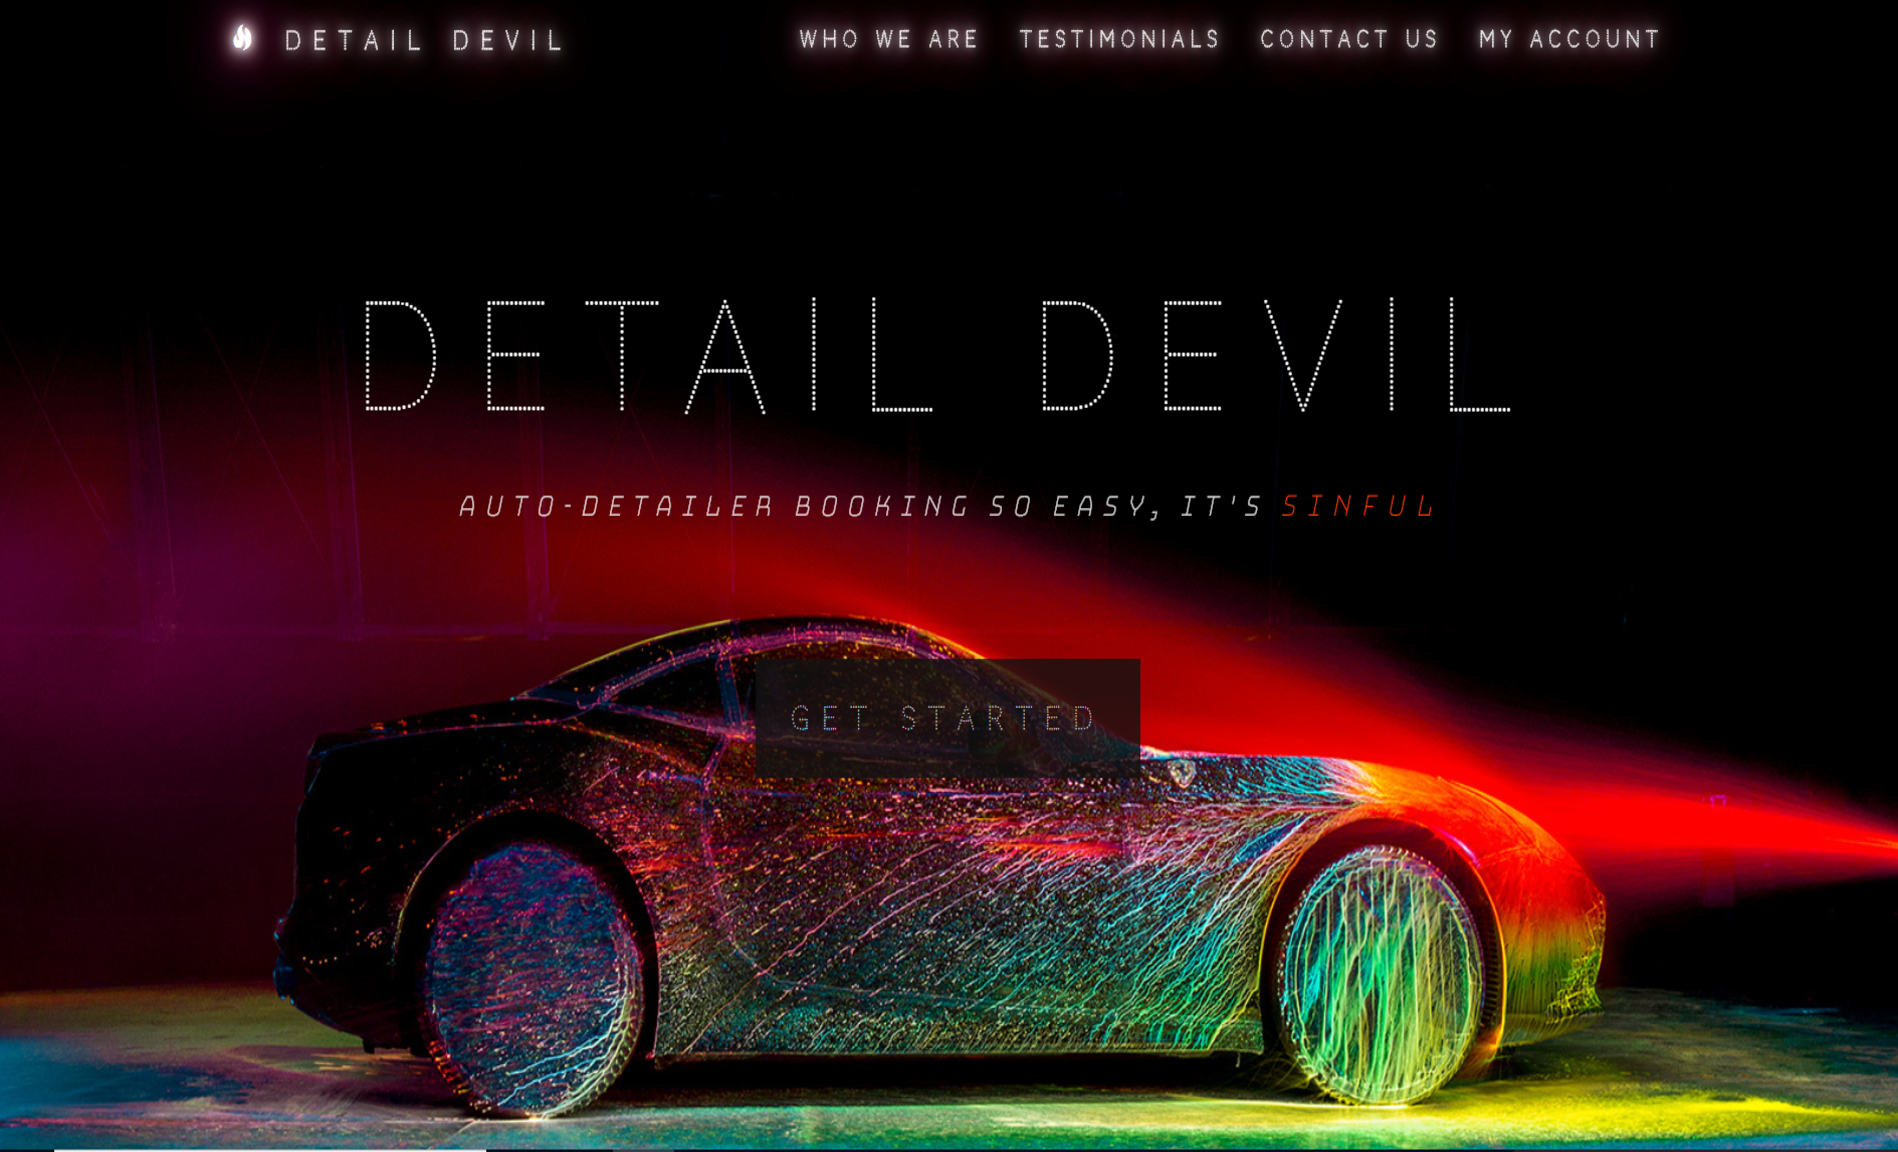 DETAIL DEVIL
WHO WE ARE TESTIMONIALS CONTACT US MY ACCOUNT
DETAIL DEVIL
AUTO-DETAILER BOOKING SO EASY, IT'S SINFUL
GET STARTED